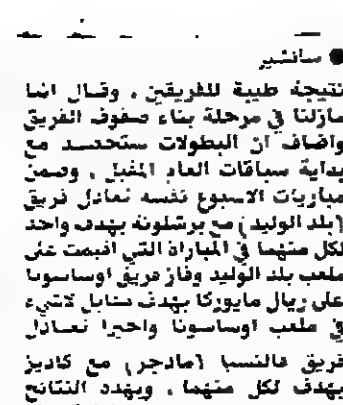 ● سانشير
نتيجة طيبة للفريقين . وقال اننا
مازلنا في مرحلة بناء صفوف الفريق
واضاف ان البطولات ستحسد مع
بداية سباقات العام المقبل . وضمن
مباريات الاسبوع نفسه تعادل فريق
(بلد الوليد) مع برشلونه بهدف واحد
لكل منهما في المباراة التي اقيمت على
ملعب بلد الوليد وفاز فريق اوساسونا
على ريال مايوركا بهدف مقابل لاشيء
في ملعب اوساسونا واخيرا تعادل
فريق فالنسيا (مادجر) مع كاديز
بهدف لكل منهما . وبهذه النتائج